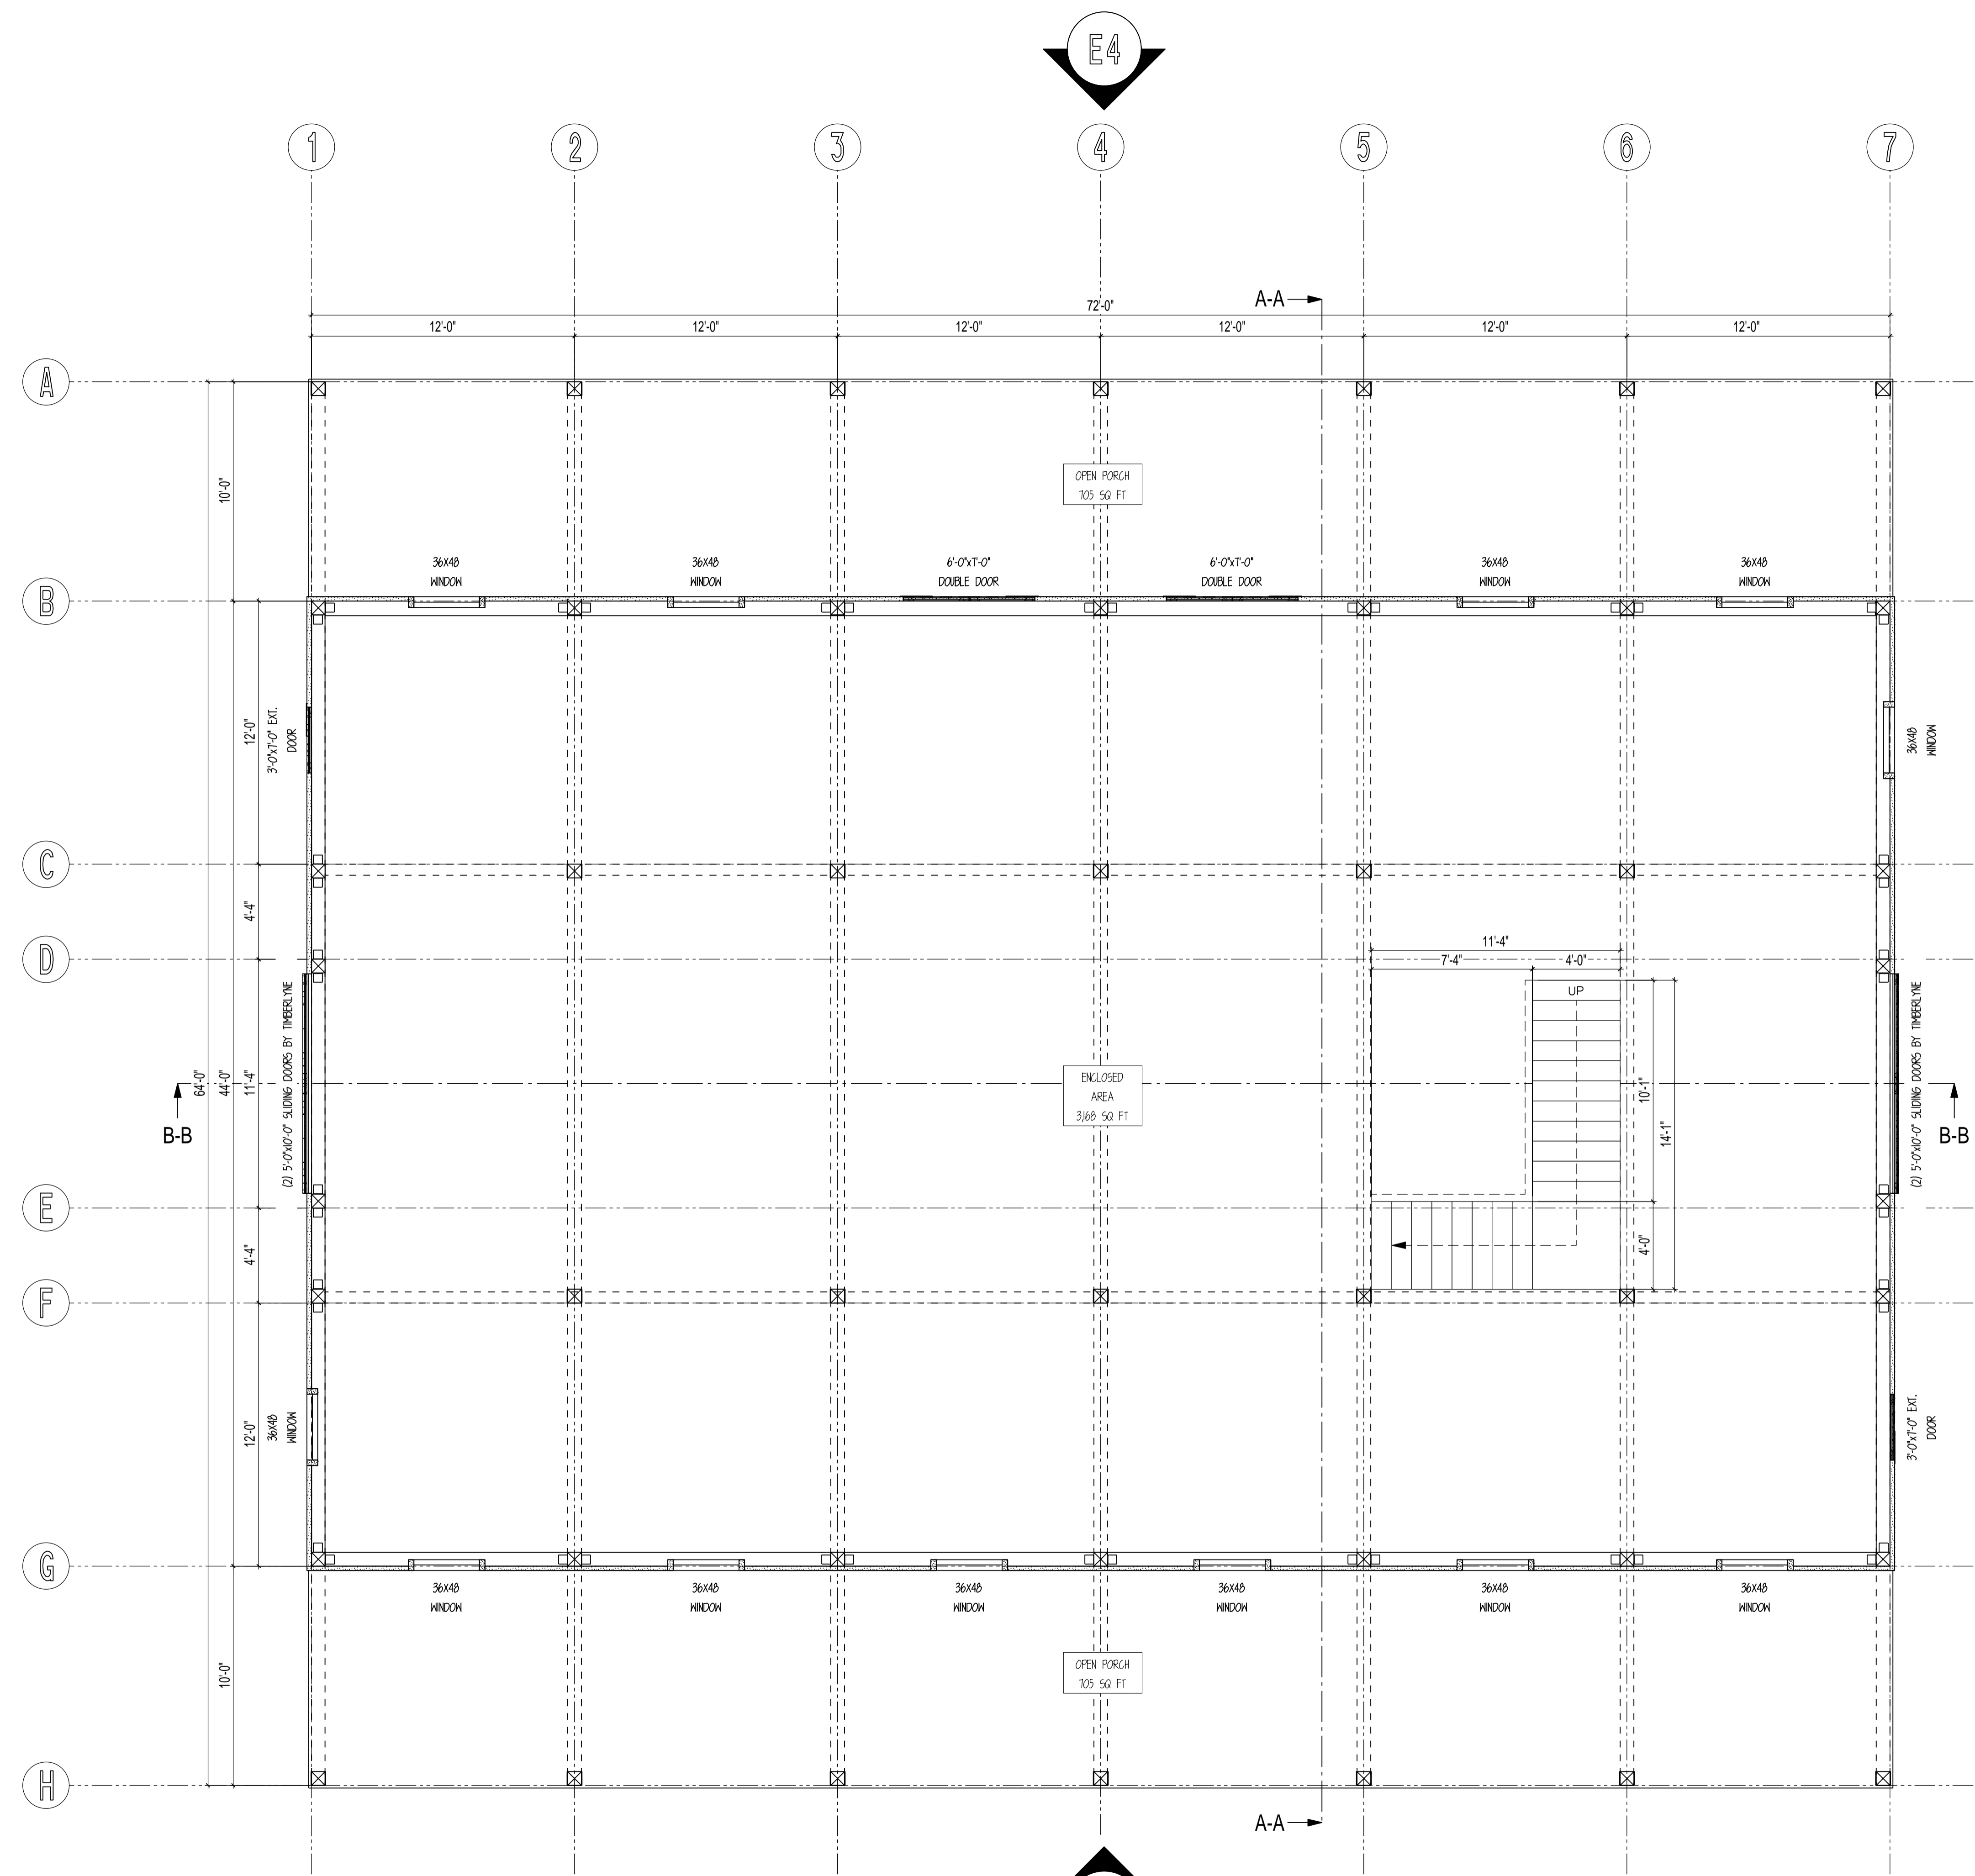 E4
1 2 3 4 5 6 7
A-A
72'-0"
12'-0" 12'-0" 12'-0" 12'-0" 12'-0" 12'-0"
A
10'-0"
OPEN PORCH
705 SQ FT
36X48
WINDOW
36X48
WINDOW
6'-0"x7'-0"
DOUBLE DOOR
6'-0"x7'-0"
DOUBLE DOOR
36X48
WINDOW
36X48
WINDOW
B
12'-0"
3'-0"x7'-0" EXT.
DOOR
36X48
WINDOW
C
4'-4"
D
11'-4"
7'-4" 4'-0"
UP
(2) 5'-0"x10'-0" SLIDING DOORS BY TIMBERLYNE
64'-0"
44'-0"
11'-4"
ENCLOSED
AREA
3,168 SQ FT
10'-1"
14'-1"
(2) 5'-0"x10'-0" SLIDING DOORS BY TIMBERLYNE
B-B
B-B
E
4'-4"
4'-0"
F
12'-0"
36X48
WINDOW
3'-0"x7'-0" EXT.
DOOR
G
36X48
WINDOW
36X48
WINDOW
36X48
WINDOW
36X48
WINDOW
36X48
WINDOW
36X48
WINDOW
10'-0"
OPEN PORCH
705 SQ FT
H
A-A